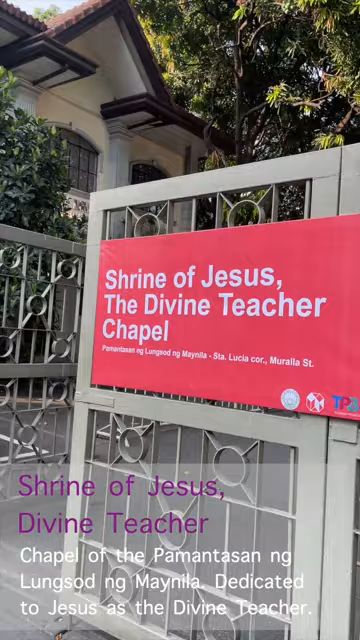 Shrine of Jesus,
The Divine Teacher
Chapel
Pamantasan ng Lungsod ng Maynila - Sta. Lucia cor., Muralla St.
Shrine of Jesus,
Divine Teacher
Chapel of the Pamantasan ng
Lungsod ng Maynila. Dedicated
to Jesus as the Divine Teacher.